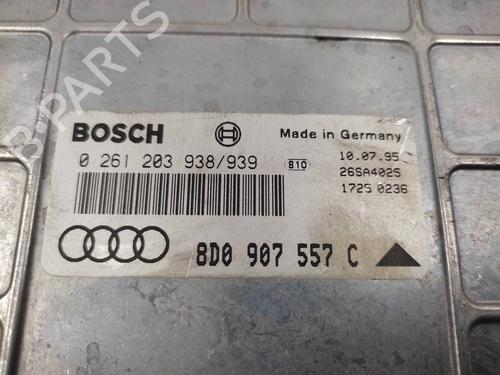 B-PARTS
BOSCH
Made in Germany
0 261 203 938/939
B10
10.07.95
26SA4025
1725 0236
8D0 907 557 C